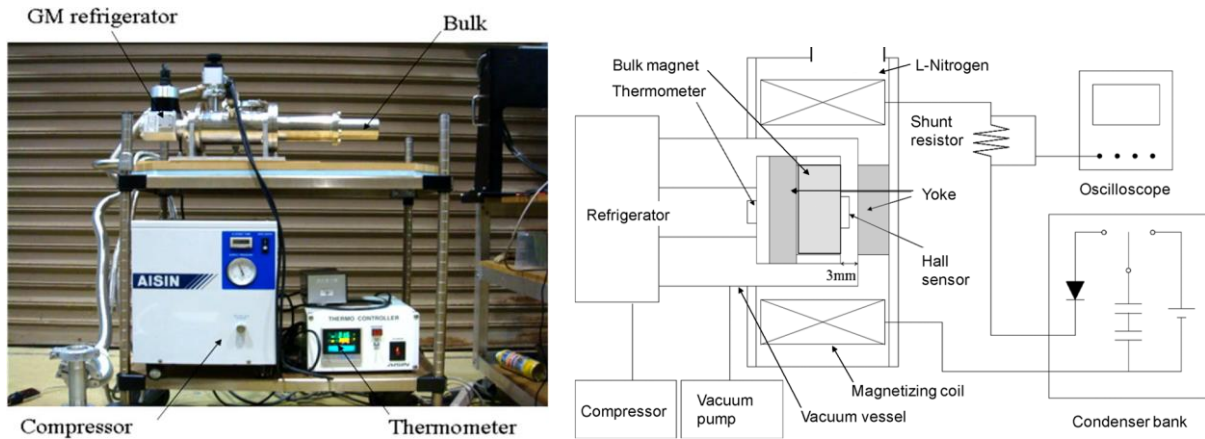 GM refrigerator
Bulk
AISIN
THERMO CONTROLLER
Compressor
Thermometer
Bulk magnet
Thermometer
L-Nitrogen
Shunt
resistor
Oscilloscope
Refrigerator
Yoke
Hall
sensor
3mm
Magnetizing coil
Compressor
Vacuum
pump
Vacuum vessel
Condenser bank